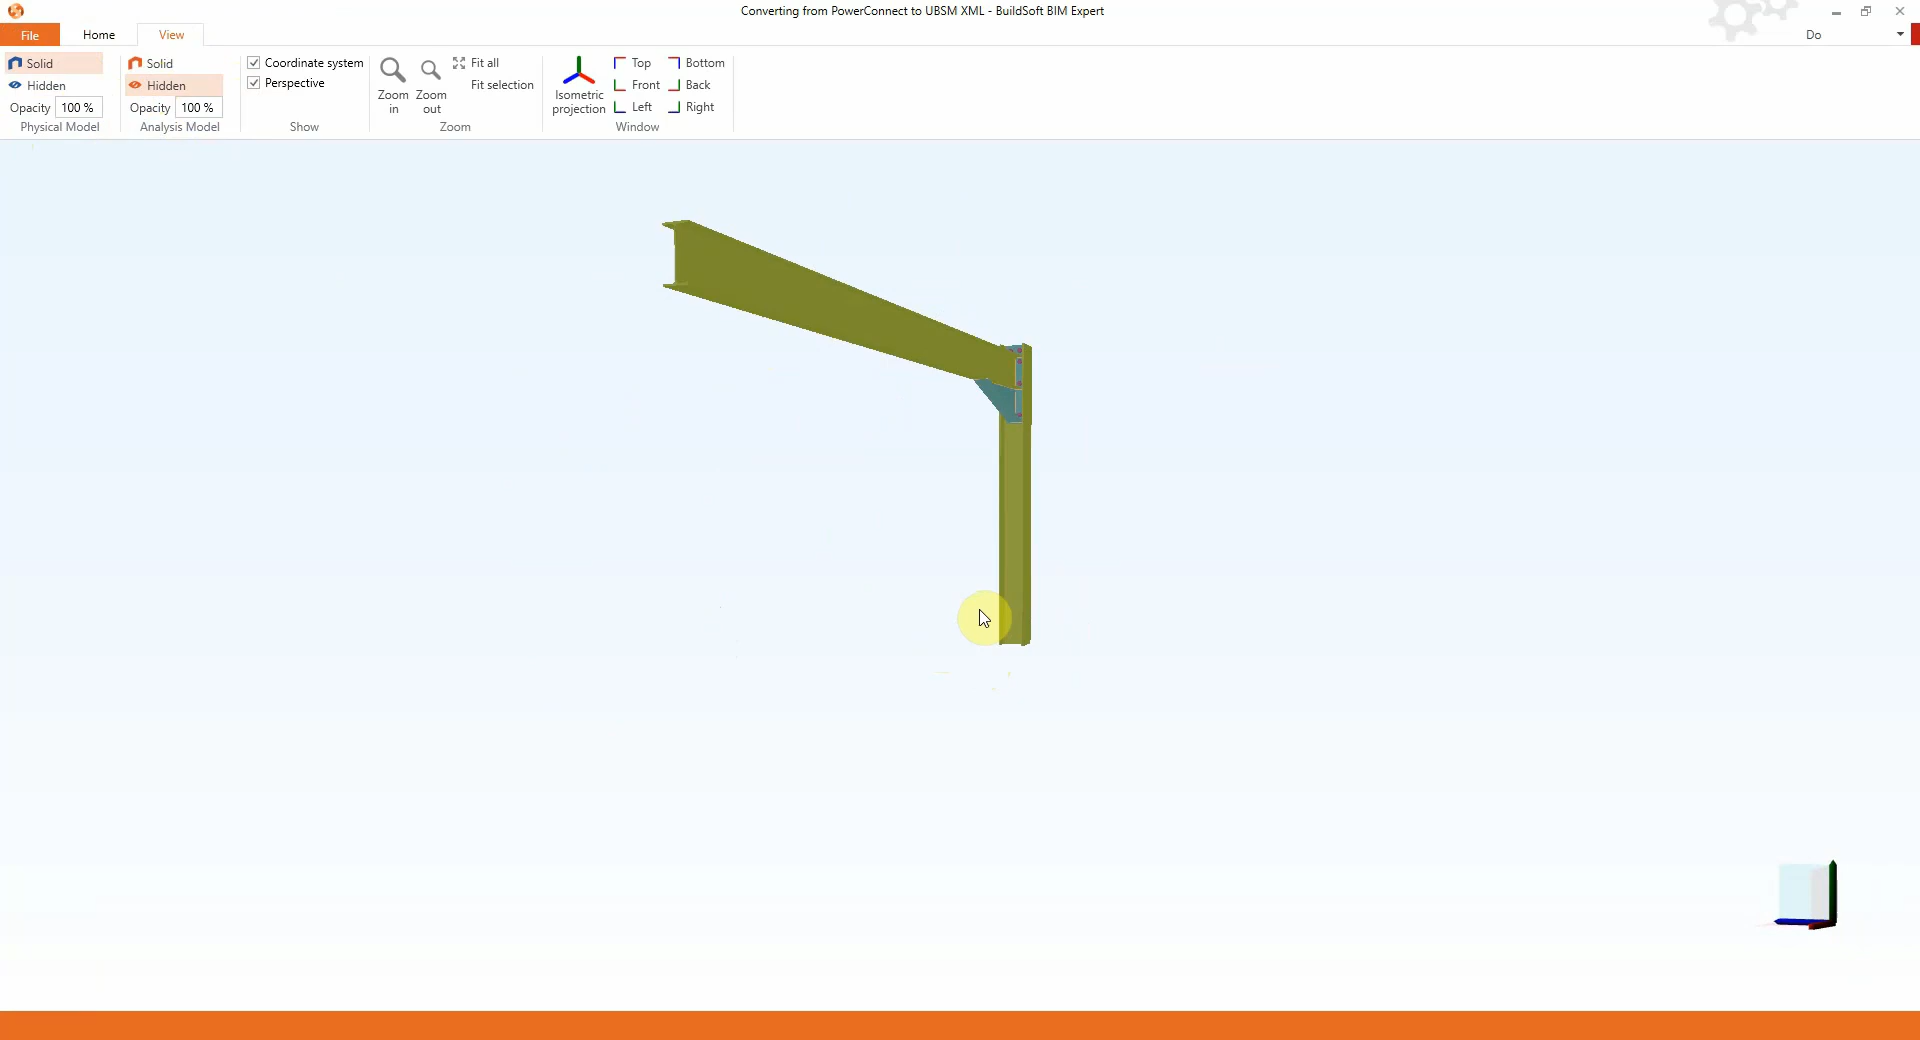 Converting from PowerConnect to UBSM XML - BuildSoft BIM Expert
File
Home
View
Do
Solid
Hidden
Opacity 100 %
Physical Model
Solid
Hidden
Opacity 100 %
Analysis Model
Coordinate system
Perspective
Show
Zoom in
Zoom out
Fit all
Fit selection
Zoom
Isometric projection
Top
Front
Left
Bottom
Back
Right
Window